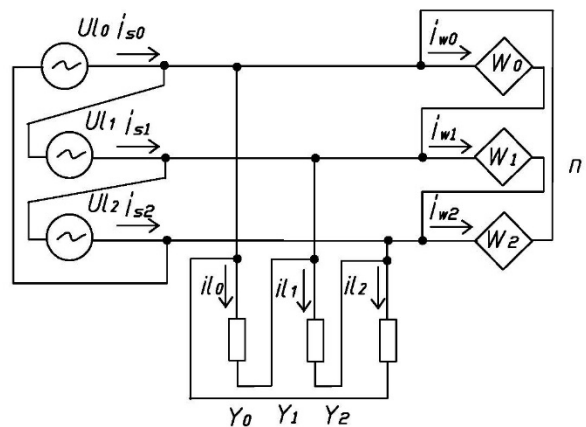 Ul0 is0
iw0
W0
Ul1 is1
iw1
W1
n
Ul2 is2
iw2
W2
il0
il1
il2
Y0 Y1 Y2